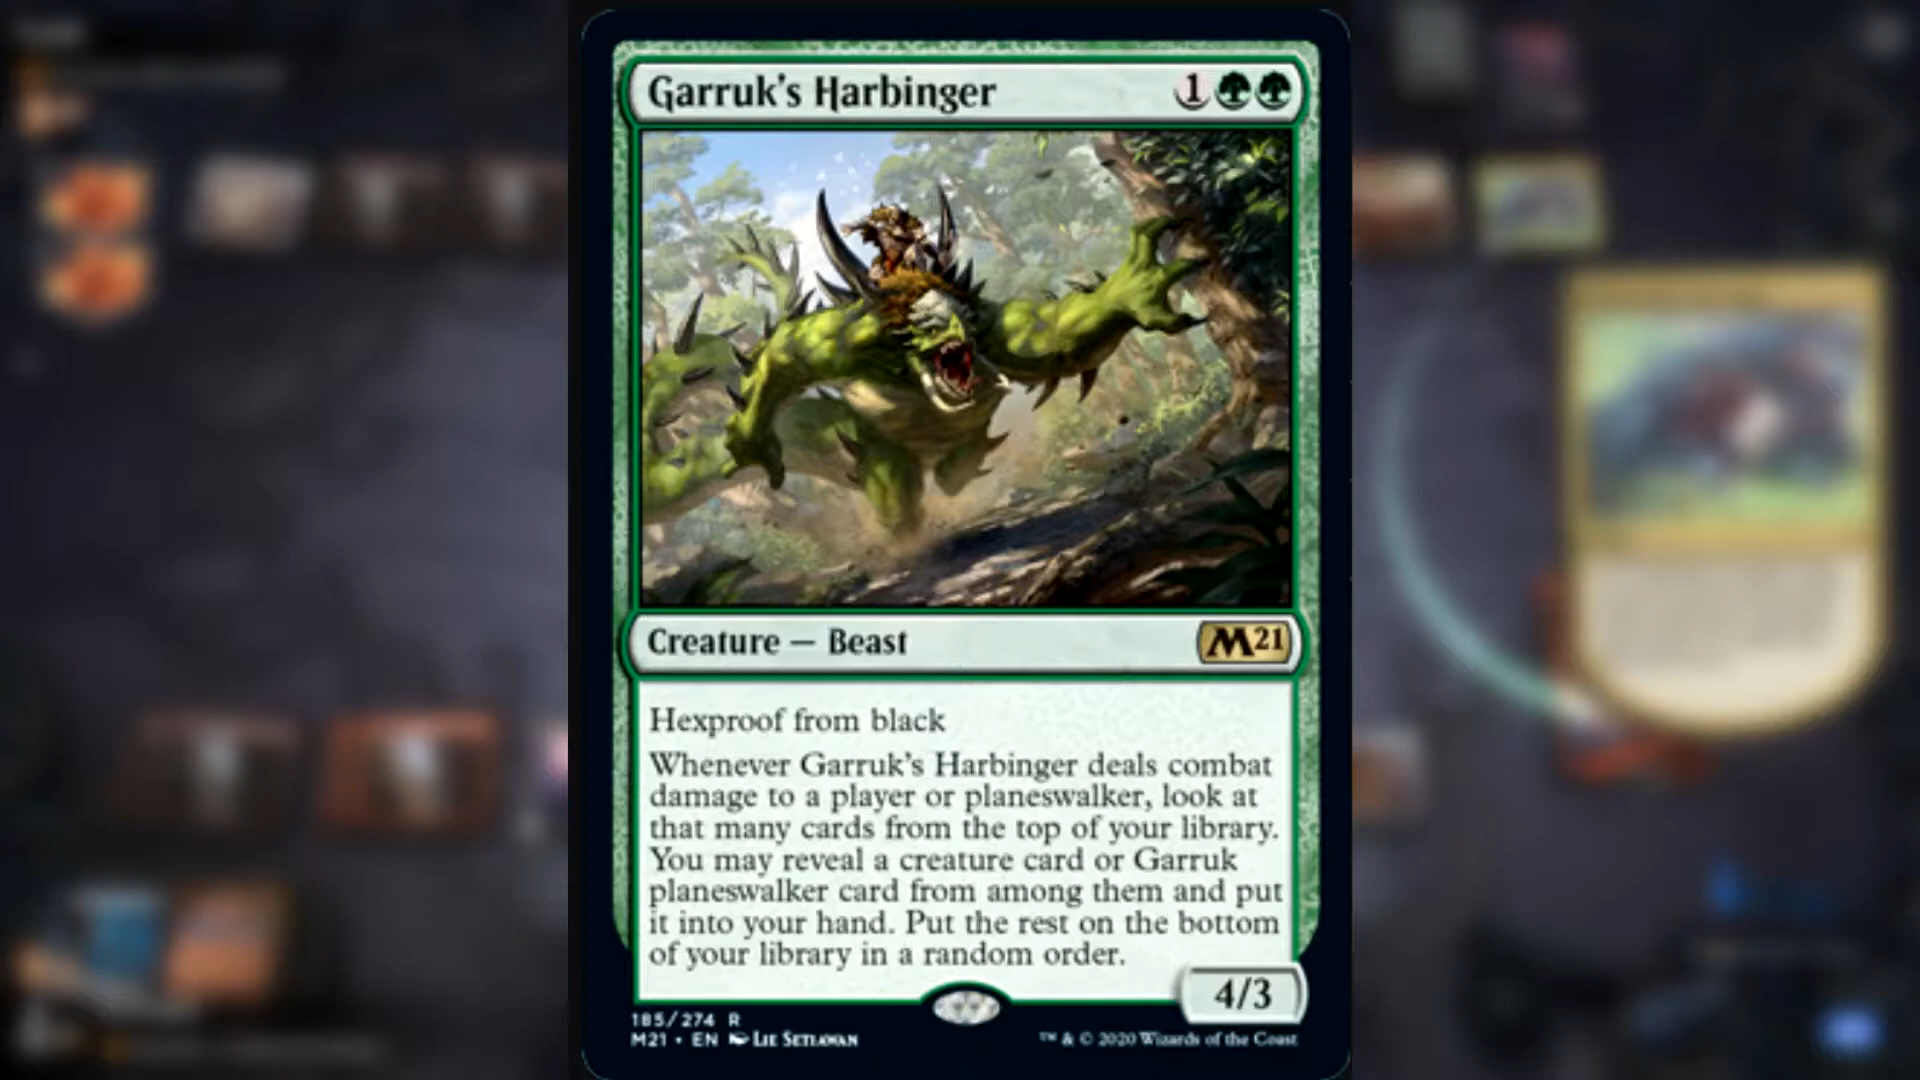 Garruk's Harbinger 1
Creature — Beast M21
Hexproof from black
Whenever Garruk's Harbinger deals combat
damage to a player or planeswalker, look at
that many cards from the top of your library.
You may reveal a creature card or Garruk
planeswalker card from among them and put
it into your hand. Put the rest on the bottom
of your library in a random order.
4/3
185/274 R
M21 • EN Lie Setiawan
™ & © 2020 Wizards of the Coast